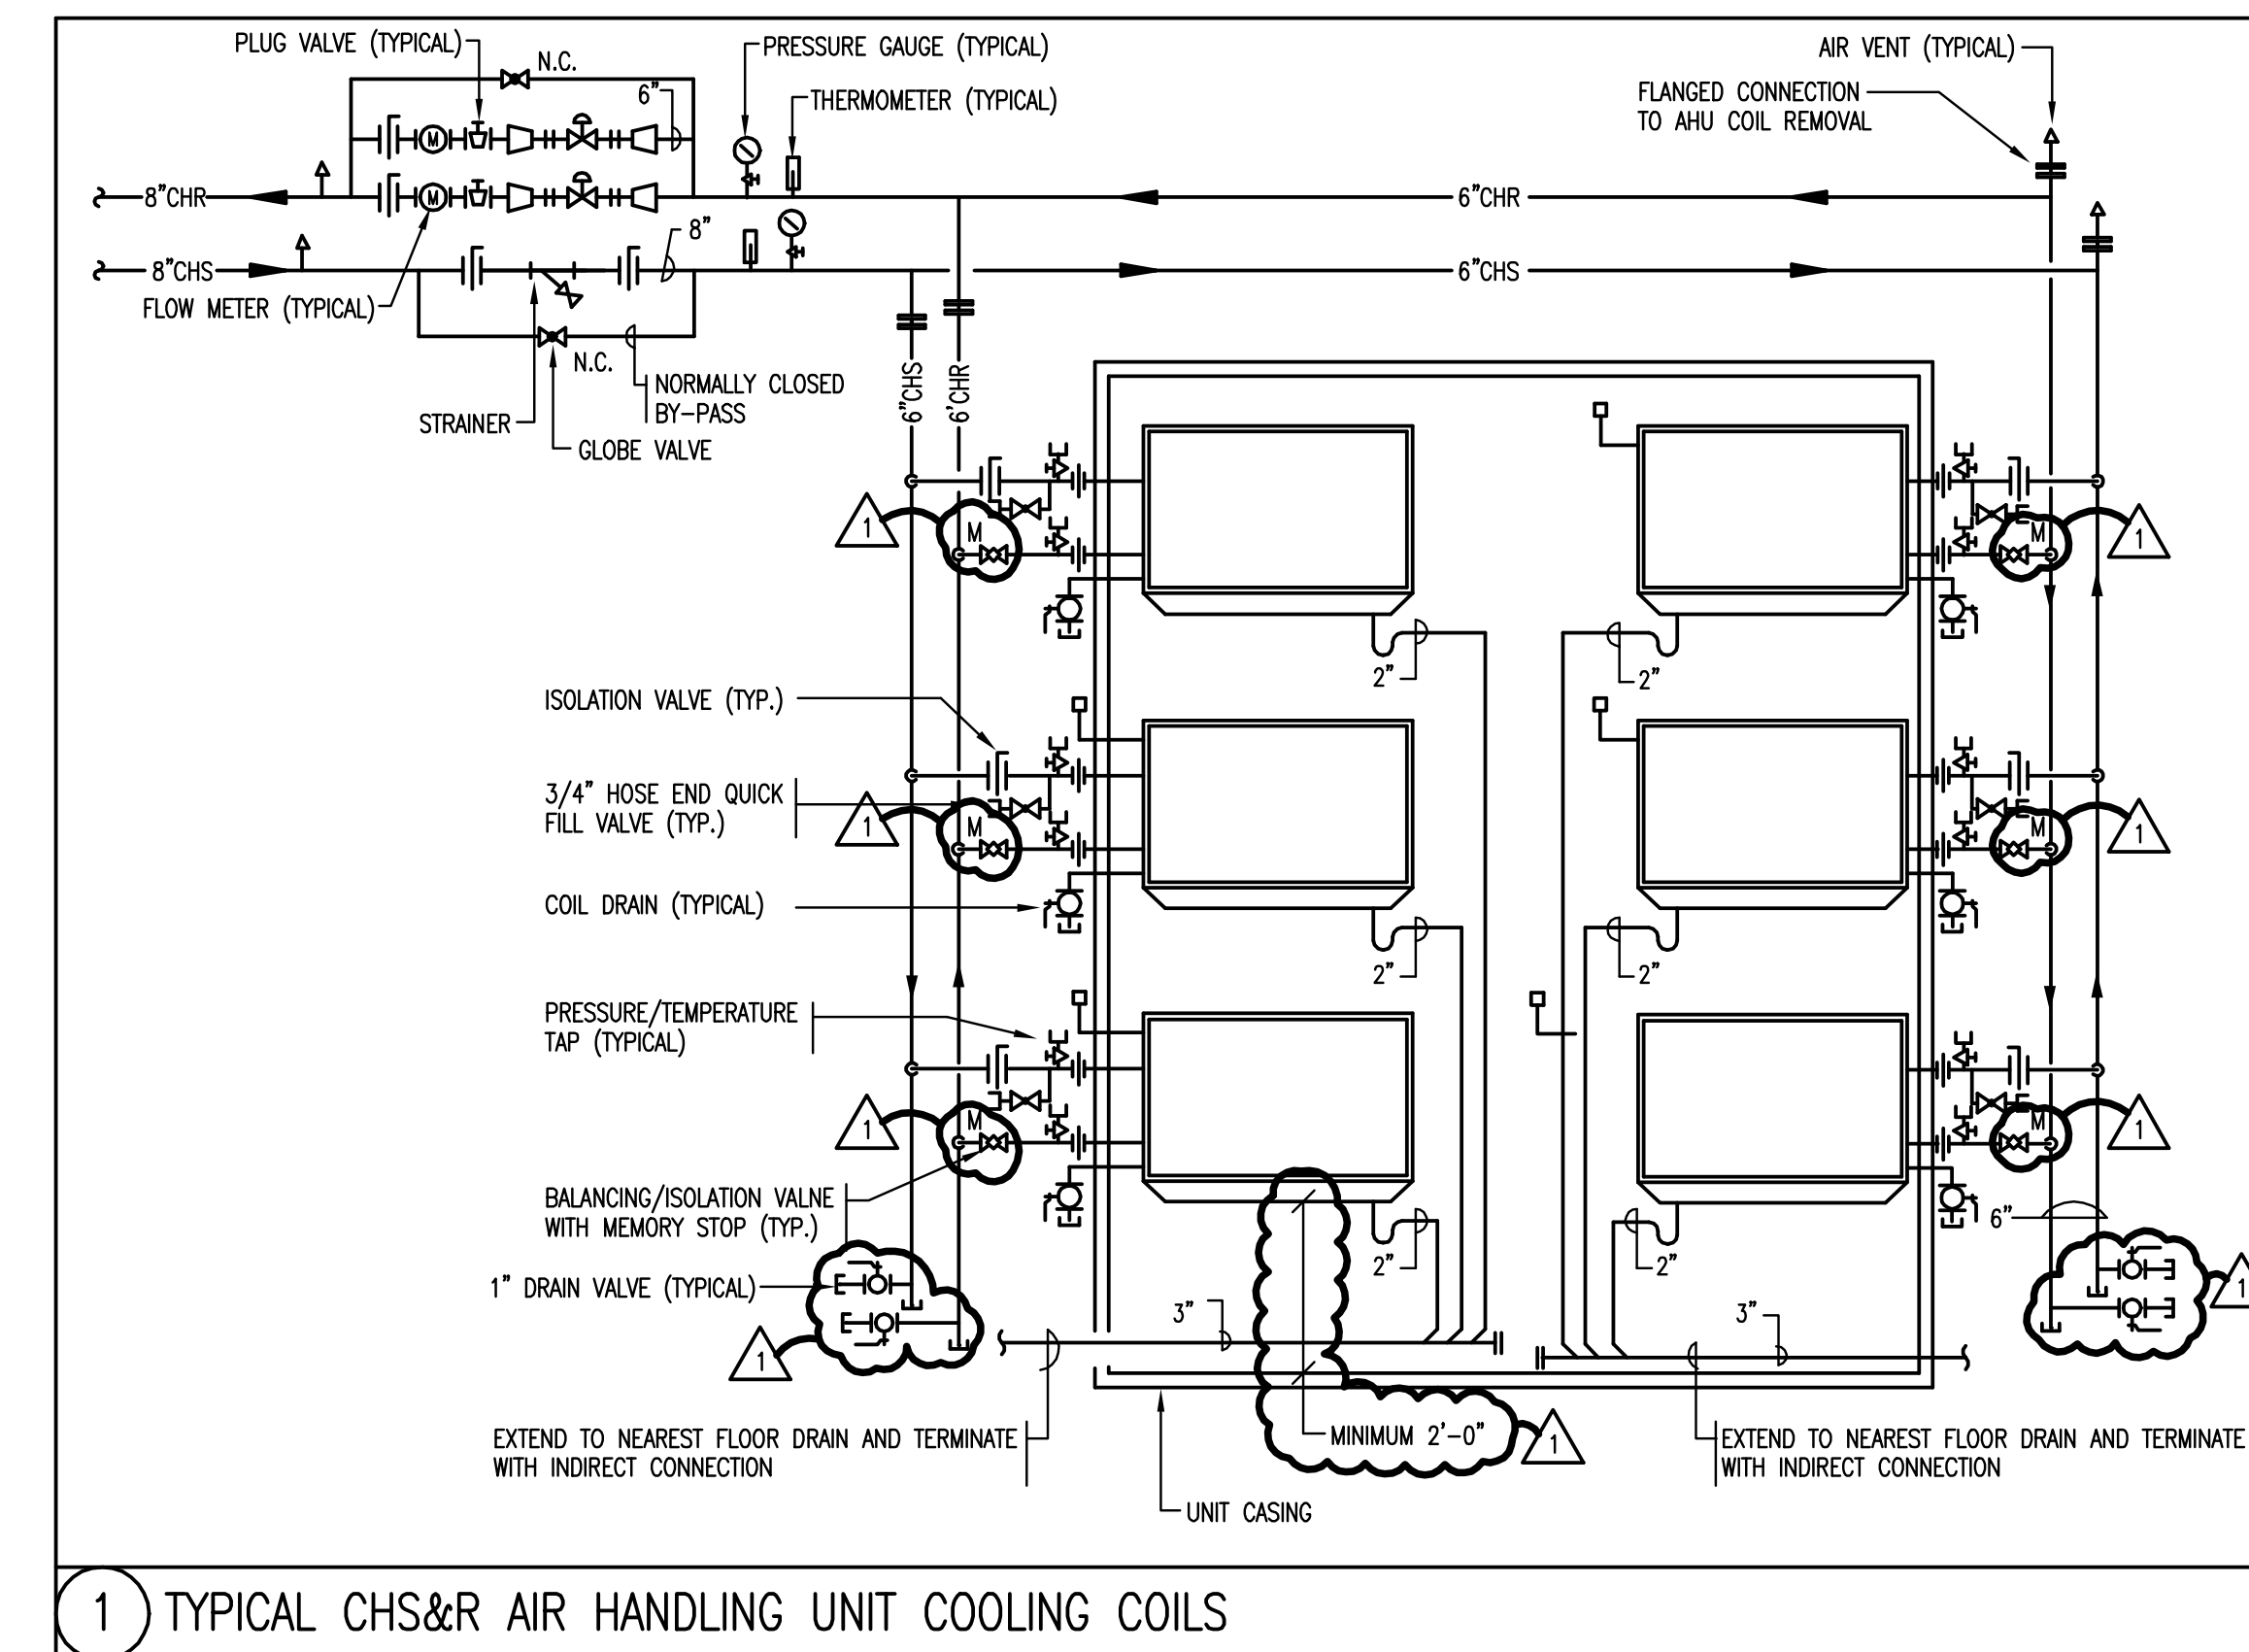 PLUG VALVE (TYPICAL)
N.C.
6"
PRESSURE GAUGE (TYPICAL)
THERMOMETER (TYPICAL)
AIR VENT (TYPICAL)
FLANGED CONNECTION
TO AHU COIL REMOVAL
M
8"CHR
M
6"CHR
8"
8"CHS
6"CHS
FLOW METER (TYPICAL)
N.C.
NORMALLY CLOSED
BY-PASS
STRAINER
GLOBE VALVE
6"CHS
6'CHR
1
M
M
1
2"
2"
ISOLATION VALVE (TYP.)
3/4" HOSE END QUICK
FILL VALVE (TYP.)
1
M
M
1
COIL DRAIN (TYPICAL)
2"
2"
PRESSURE/TEMPERATURE
TAP (TYPICAL)
1
M
M
1
BALANCING/ISOLATION VALNE
WITH MEMORY STOP (TYP.)
6"
2"
2"
1" DRAIN VALVE (TYPICAL)
1
3"
3"
1
EXTEND TO NEAREST FLOOR DRAIN AND TERMINATE
WITH INDIRECT CONNECTION
MINIMUM 2'-0"
1
EXTEND TO NEAREST FLOOR DRAIN AND TERMINATE
WITH INDIRECT CONNECTION
UNIT CASING
1 TYPICAL CHS&R AIR HANDLING UNIT COOLING COILS